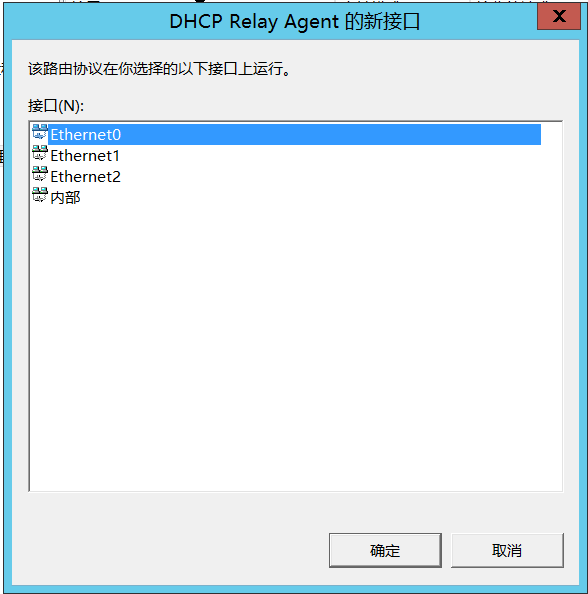 DHCP Relay Agent 的新接口
该路由协议在你选择的以下接口上运行。
接口(N):
Ethernet0
Ethernet1
Ethernet2
内部
确定
取消